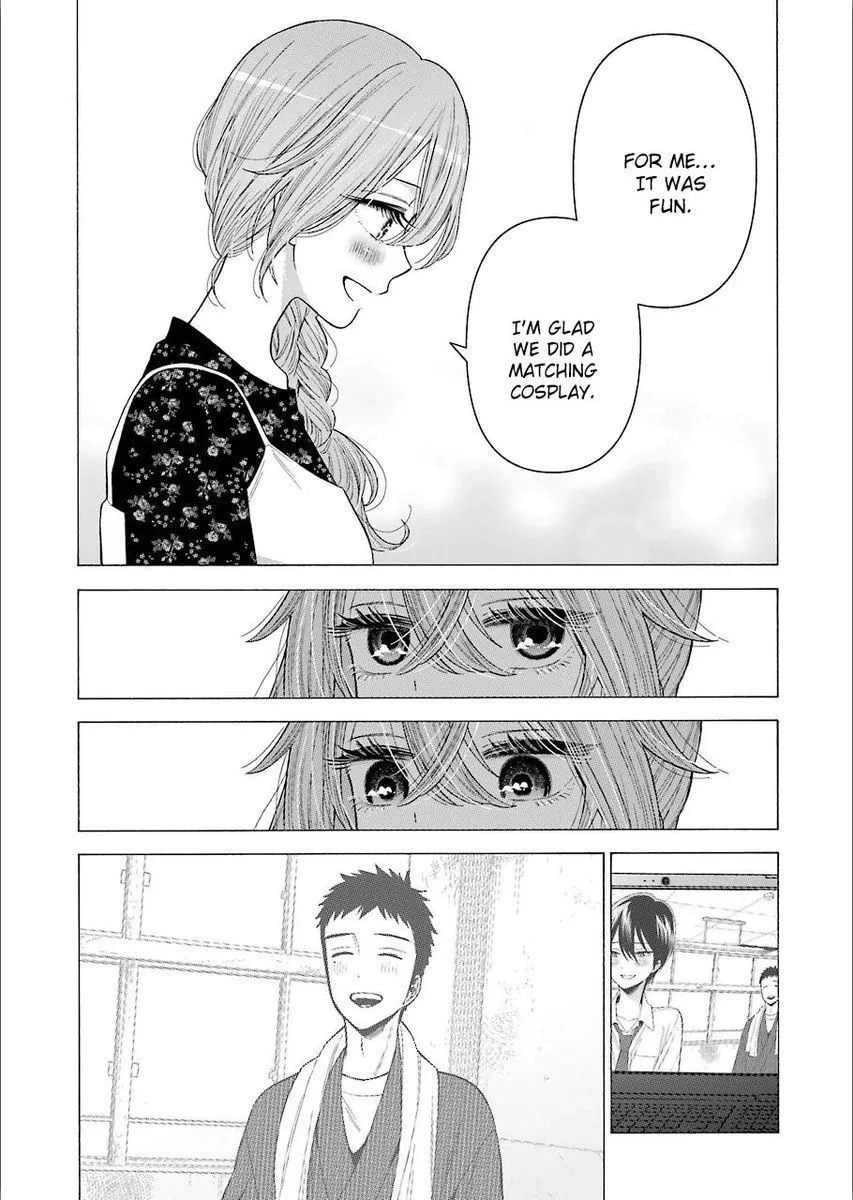 FOR ME...
IT WAS
FUN.
I'M GLAD
WE DID A
MATCHING
COSPLAY.